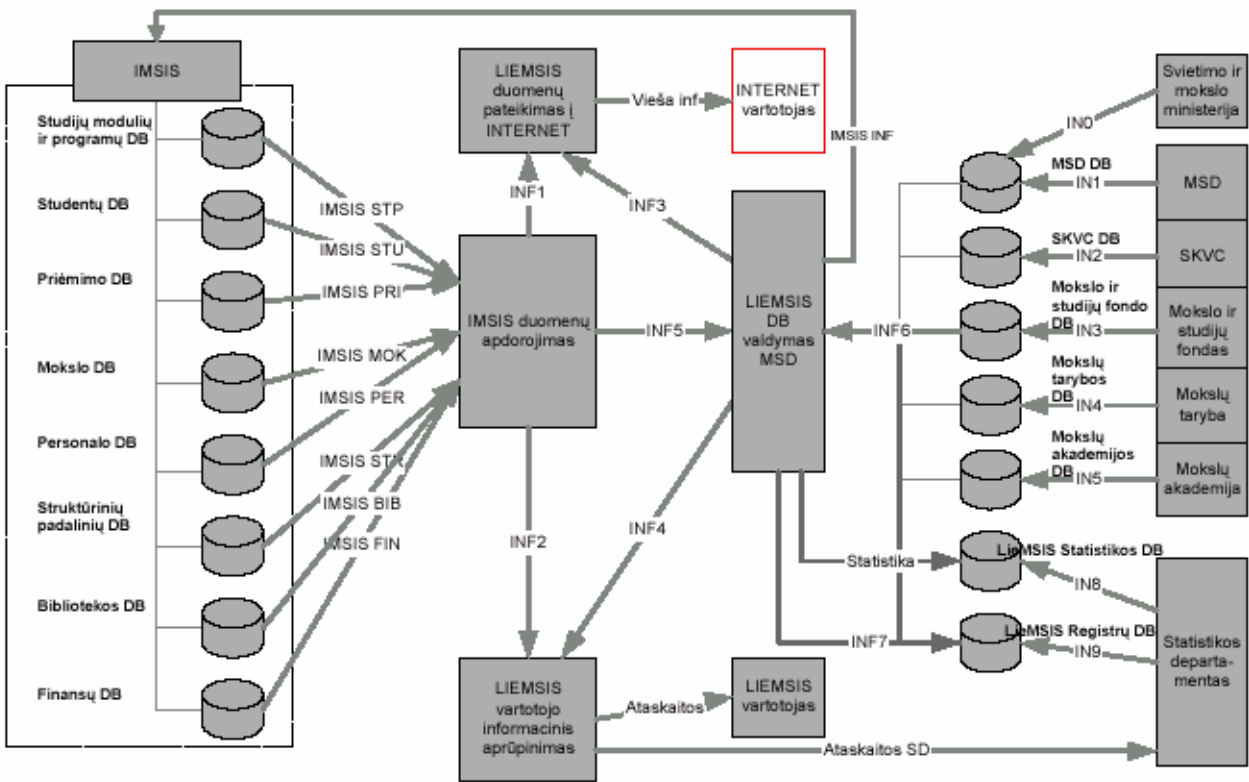 IMSIS
Studijų modulių
ir programų DB
Studentų DB
Priėmimo DB
Mokslo DB
Personalo DB
Struktūrinių
padalinių DB
Bibliotekos DB
Finansų DB
IMSIS STP
IMSIS STU
IMSIS PRI
IMSIS MOK
IMSIS PER
IMSIS STR
IMSIS BIB
IMSIS FIN
LIEMSIS
duomenų
pateikimas į
INTERNET
Vieša inf
INTERNET
vartotojas
IMSIS INF
INF1
INF3
IMSIS duomenų
apdorojimas
INF5
LIEMSIS
DB
valdymas
MSD
INF6
INF2
INF4
LIEMSIS
vartotojo
informacinis
aprūpinimas
Ataskaitos
LIEMSIS
vartotojas
Ataskaitos SD
Statistika
INF7
Svietimo ir
mokslo
ministerija
IN0
MSD DB
IN1
MSD
SKVC DB
IN2
SKVC
Mokslo ir
studijų fondo
DB
IN3
Mokslo ir
studijų
fondas
Mokslų
tarybos
DB
IN4
Mokslų
taryba
Mokslų
akademijos
DB
IN5
Mokslų
akademija
LieMSIS Statistikos DB
IN8
LieMSIS Registrų DB
IN9
Statistikos
departa-
mentas